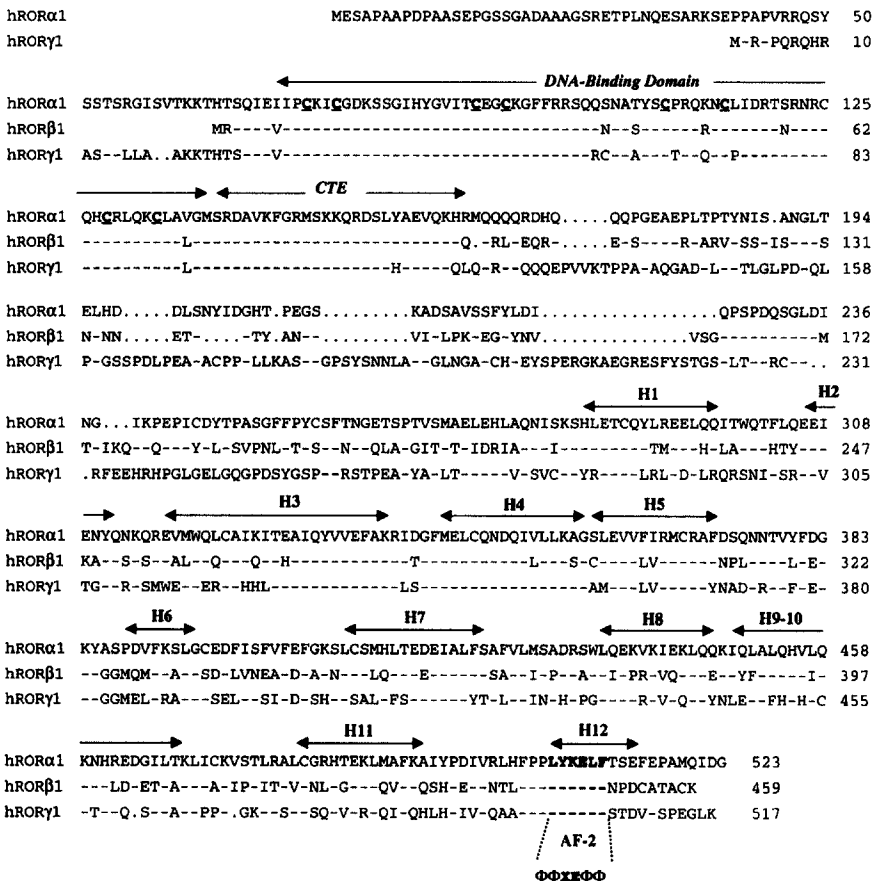 hRORα1 MESAPAAPDPAASEPGSSGADAAAGSRETPLNQESARKSEPPAPVRRQSY 50
hRORγ1 M-R-PQRQHR 10
DNA-Binding Domain
hRORα1 SSTSRGISVTKKTHTSQIEIIPCKICGDKSSGIHYGVITCEGCKGFFRRSQQSNATYSCPRQKNCLIDRTSRNRC 125
hRORβ1 MR----V--------------------------------N--S------R-------N---- 62
hRORγ1 AS--LLA..AKKTHTS---V-------------------------------RC--A---T--Q--P--------- 83
CTE
hRORα1 QHCRLQKCLAVGMSRDAVKFGRMSKKQRDSLYAEVQKHRMQQQQRDHQ.....QQPGEAEPLTPTYNIS.ANGLT 194
hRORβ1 ----------L----------------------------Q.-RL-EQR-.....-E-S----R-ARV-SS-IS---S 131
hRORγ1 ----------L--------------------H-----QLQ-R--QQQEPVVKTPPA-AQGAD-L--TLGLPD-QL 158
hRORα1 ELHD.....DLSNYIDGHT.PEGS.........KADSAVSSFYLDI................QPSPDQSGLDI 236
hRORβ1 N-NN.....ET-....-TY.AN-.........VI-LPK-EG-YNV................VSG----------M 172
hRORγ1 P-GSSPDLPEA-ACPP-LLKAS--GPSYSNNLA--GLNGA-CH-EYSPERGKAEGRESFYSTGS-LT--RC--.. 231
H1 H2
hRORα1 NG...IKPEPICDYTPASGFFPYCSFTNGETSPTVSMAELEHLAQNISKSHLETCQYLREELQQITWQTFLQEEI 308
hRORβ1 T-IKQ--Q---Y-L-SVPNL-T-S--N--QLA-GIT-T-IDRIA---I---------TM---H-LA---HTY--- 247
hRORγ1 .RFEEHRHPGLGELGQGPDSYGSP--RSTPEA-YA-LT-----V-SVC--YR-----LRL-D-LRQRSNI-SR--V 305
H3 H4 H5
hRORα1 ENYQNKQREVMWQLCAIKITEAIQYVVEFAKRIDGFMELCQNDQIVLLKAGSLEVVFIRMCRAFDSQNNTVYFDG 383
hRORβ1 KA--S-S--AL--Q---Q--H-------------T------------L---S-C----LV-----NPL----L-E- 322
hRORγ1 TG--R-SMWE--ER--HHL-------------LS-----------------AM---LV-----YNAD-R--F-E- 380
H6 H7 H8 H9-10
hRORα1 KYASPDVFKSLGCEDFISFVFEFGKSLCSMHLTEDEIALFSAFVLMSADRSWLQEKVKIEKLQQKIQLALQHVLQ 458
hRORβ1 --GGMQM--A---SD-LVNEA-D-A-N---LQ---E------SA--I-P--A--I-PR-VQ---E--YF-----I- 397
hRORγ1 --GGMEL-RA---SEL--SI-D-SH--SAL-FS------YT-L--IN-H-PG---R-V-Q--YNLE--FH-H-C 455
H11 H12
hRORα1 KNHREDGILTKLICKVSTLRALCGRHTEKLMAFKAIYPDIVRLHFPPLYKELFTSEFEPAMQIDG 523
hRORβ1 ---LD-ET-A---A-IP-IT-V-NL-G----QV--QSH-E--NTL----------NPDCATACK 459
hRORγ1 -T--Q.S--A---PP-.GK--S--SQ-V-R-QI-QHLH-IV-QAA----------STDV-SPEGLK 517
AF-2
ΦΦXEΦΦ